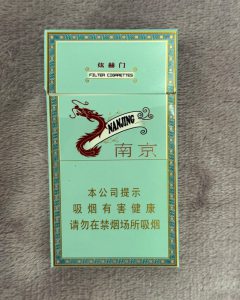 炫赫门
FILTER CIGARETTES
NANJING
南京
本公司提示
吸烟有害健康
请勿在禁烟场所吸烟